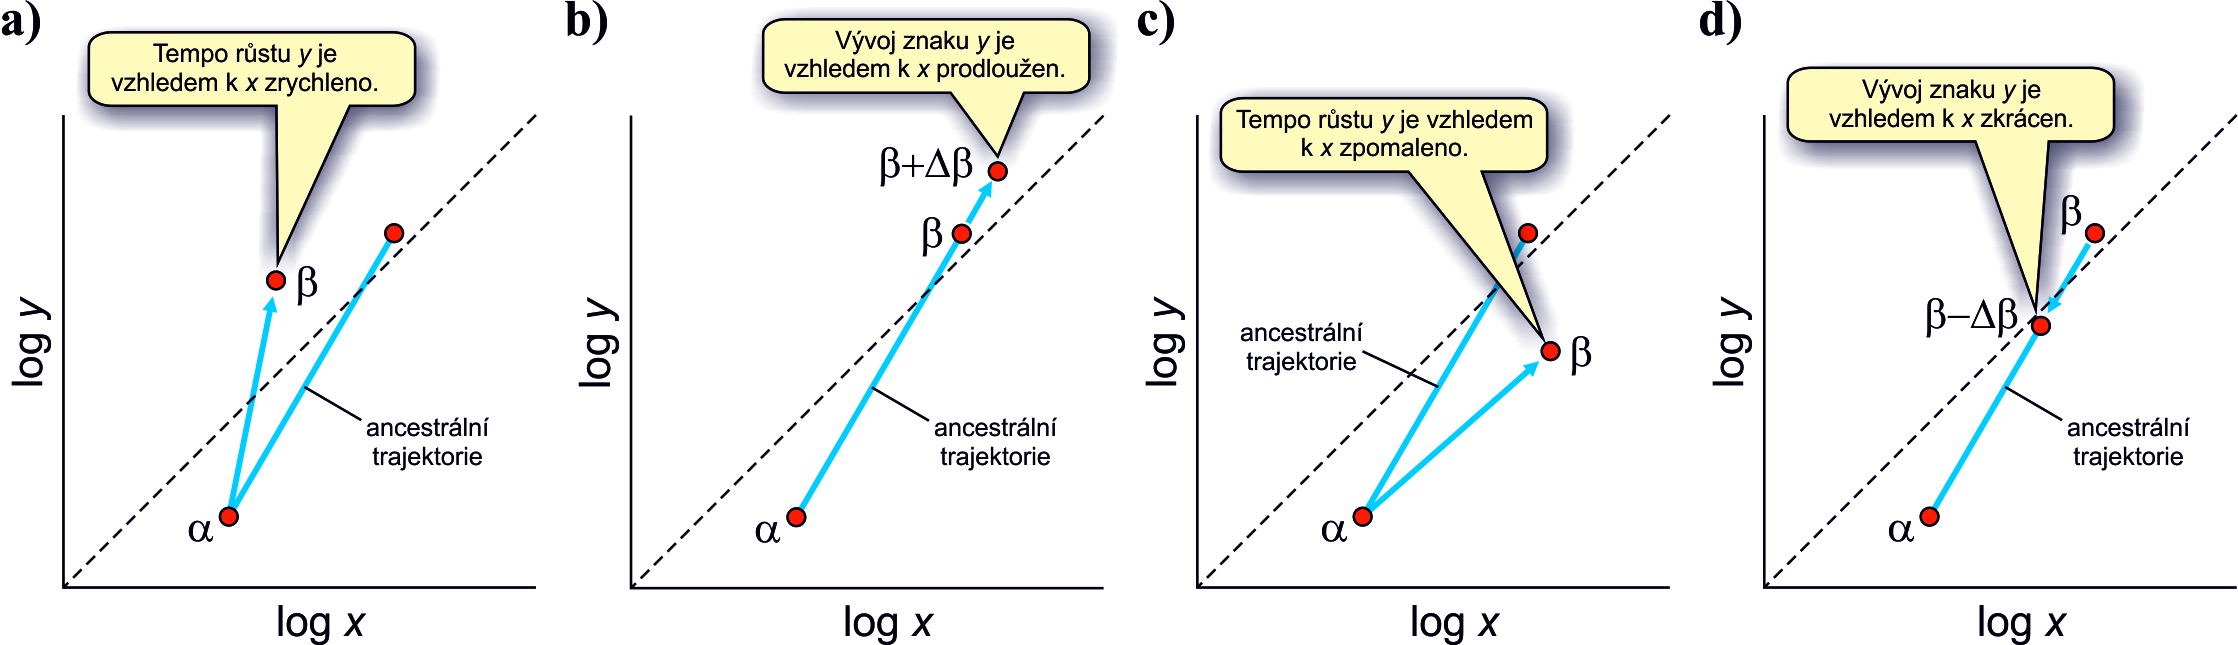 a)
Tempo růstu y je
vzhledem k x zrychleno.
β
ancestrální
trajektorie
α
log y
log x
b)
Vývoj znaku y je
vzhledem k x prodloužen.
β+Δβ
β
ancestrální
trajektorie
α
log y
log x
c)
Tempo růstu y je vzhledem
k x zpomaleno.
ancestrální
trajektorie
β
α
log y
log x
d)
Vývoj znaku y je
vzhledem k x zkrácen.
β
β−Δβ
ancestrální
trajektorie
α
log y
log x